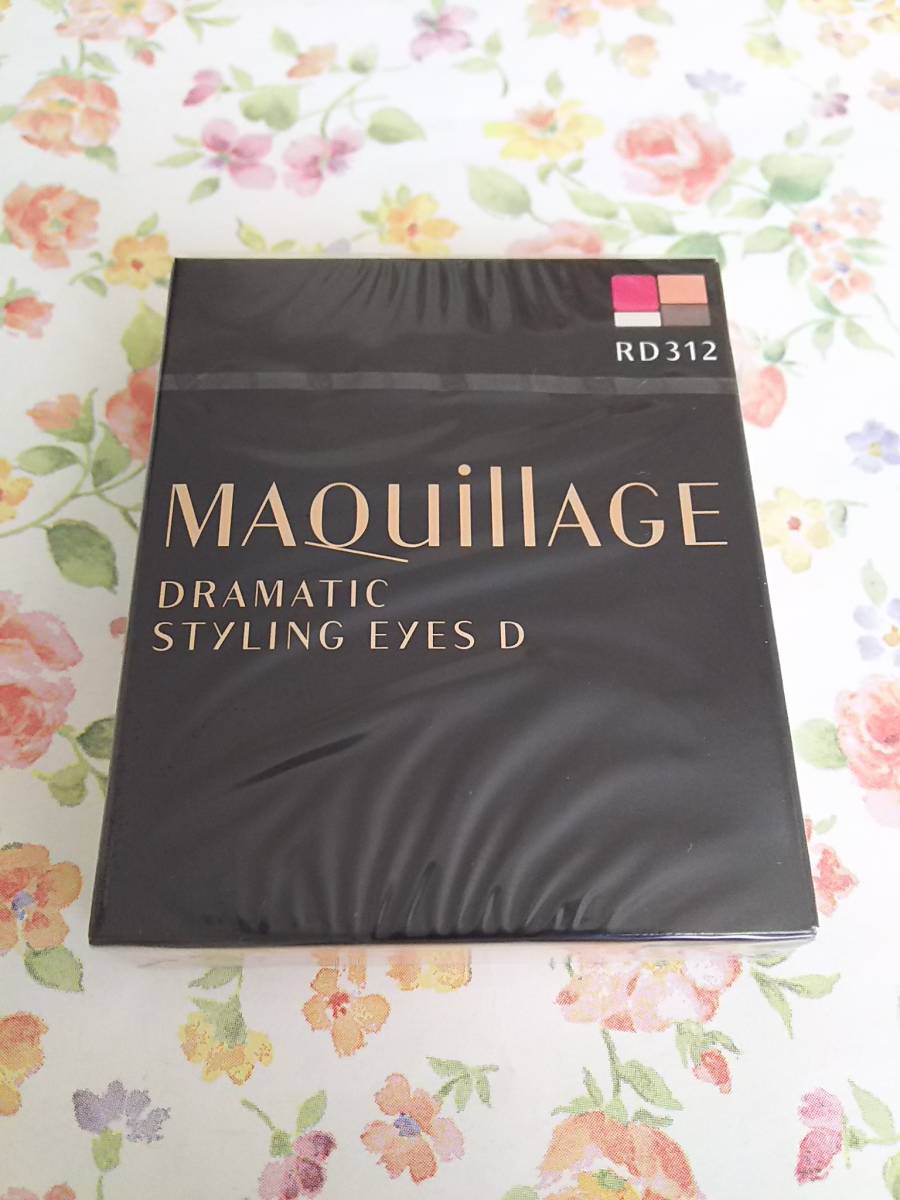 RD312
MAQuillAGE
DRAMATIC
STYLING EYES D